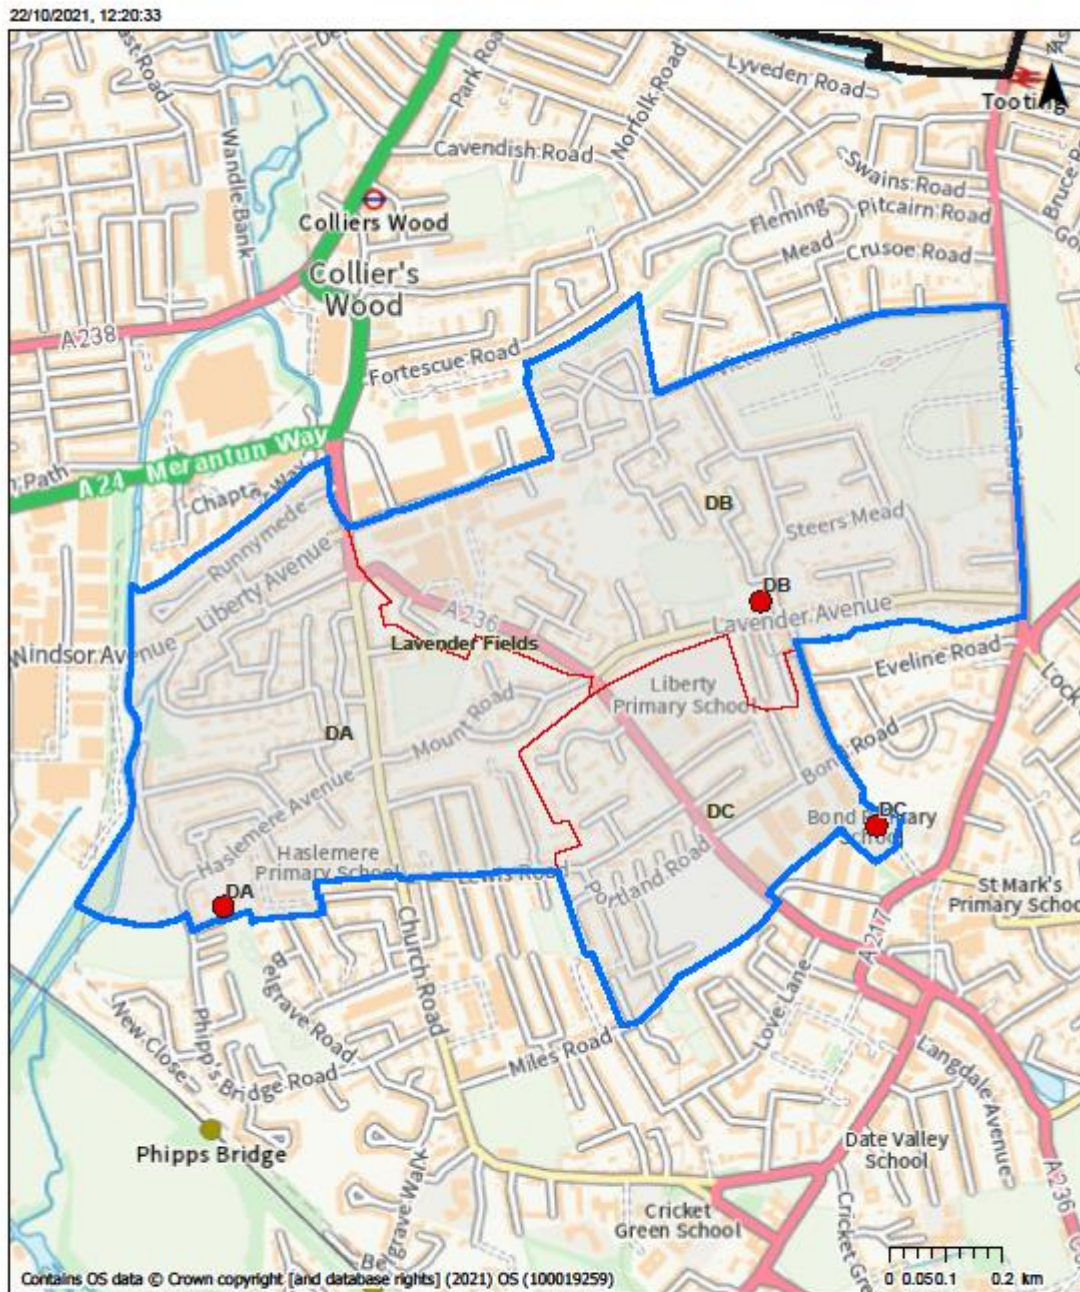 22/10/2021, 12:20:33
Lyveden Road
Tooting
Park Roa
Norfolk Road
Wandle Bank
Cavendish Road
Swains Road
Pitcairn Road
Fleming
Mead
Crusoe Road
Colliers Wood
Collier's
Wood
A238
Fortescue Road
A24 Merantun Way
Path
Runnymede
Liberty Avenue
DB
Steers Mead
DB
Lavender Avenue
A236
Lavender Fields
Windsor Avenue
Eveline Road
Liberty
Primary School
DA
Mount Road
Bond Road
DC
DC
Bond Primary
School
Haslemere Avenue
Haslemere
Primary School
Lewis Road
Portland Road
DA
St Mark's
Primary Schoo
A217
Church Road
Belgrave Road
Love Lane
New Close
Phipp's Bridge Road
Miles Road
Langdale Avenue
Phipps Bridge
Date Valley
School
Belgrave Walk
A236
Cricket
Green School
Cricket Gre
Contains OS data © Crown copyright [and database rights] (2021) OS (100019259)
0 0.050.1 0.2 km